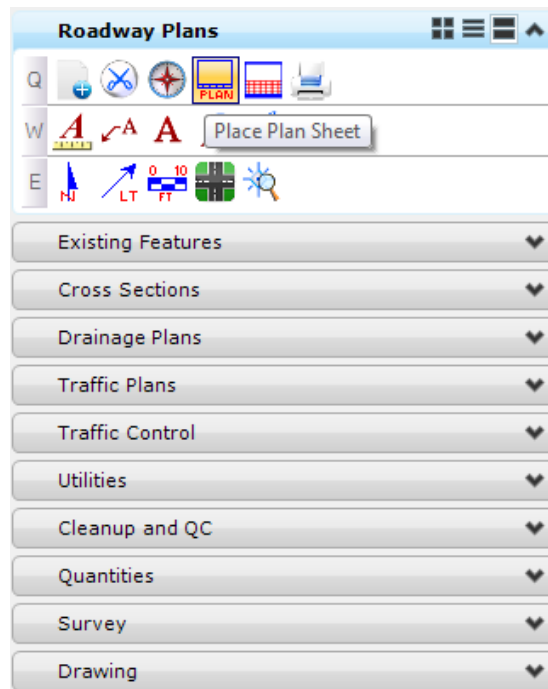 Roadway Plans
Q
PLAN
W A A A Place Plan Sheet
E N LT 0 10 FT
Existing Features
Cross Sections
Drainage Plans
Traffic Plans
Traffic Control
Utilities
Cleanup and QC
Quantities
Survey
Drawing